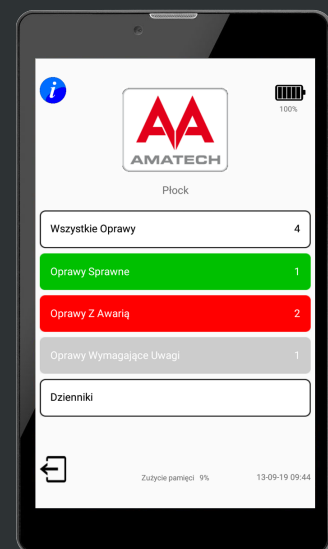 i
100%
AMATECH
Płock
Wszystkie Oprawy 4
Oprawy Sprawne 1
Oprawy Z Awarią 2
Oprawy Wymagające Uwagi 1
Dzienniki
Zużycie pamięci 9% 13-09-19 09:44